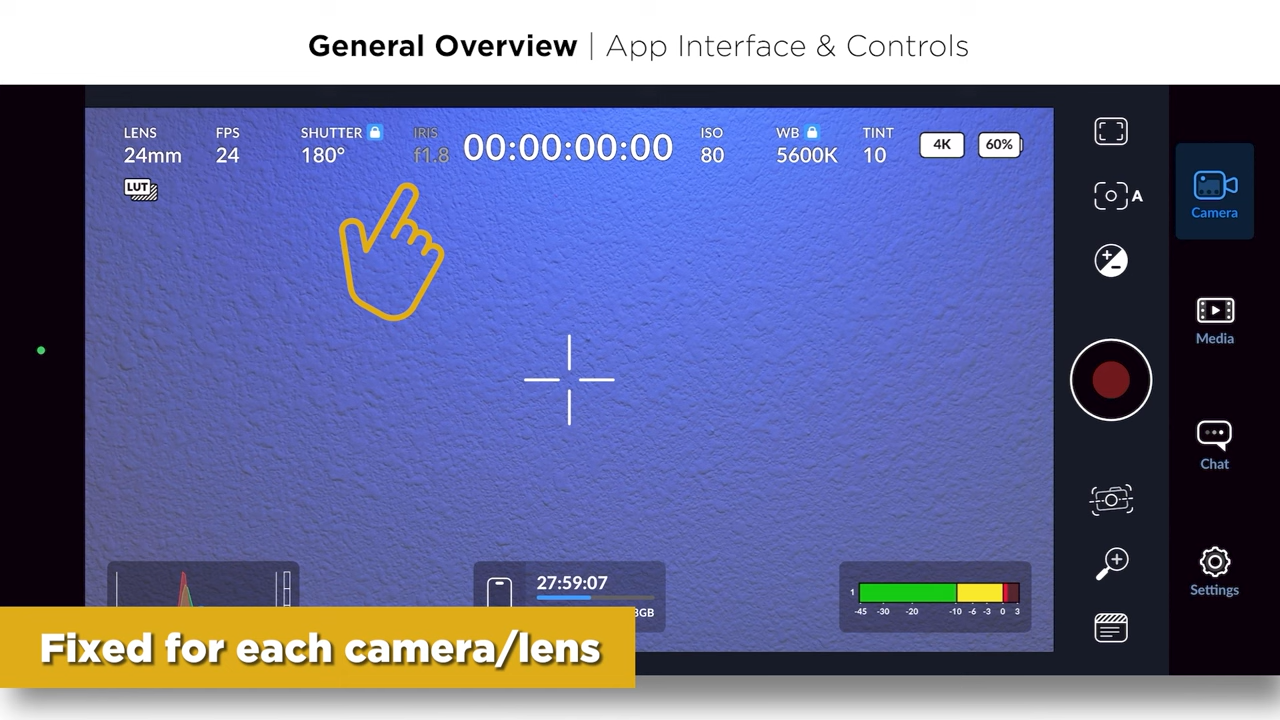 General Overview | App Interface & Controls
LENS FPS SHUTTER IRIS 00:00:00:00 ISO WB TINT 4K 60%
24mm 24 180° f1.8 80 5600K 10
LUT
A
Camera
Media
Chat
Settings
27:59:07
1
-45 -30 -20 -10 -6 -3 0 3
Fixed for each camera/lens